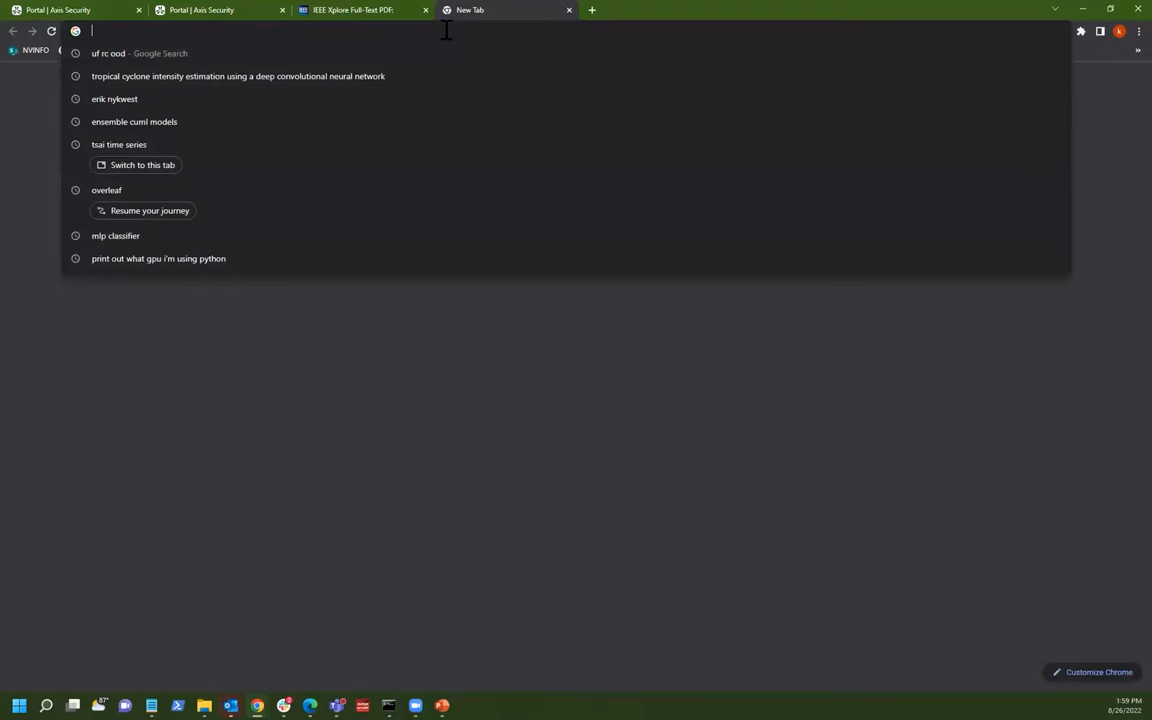 Portal | Axis Security
Portal | Axis Security
IEEE Xplore Full-Text PDF:
New Tab
k
NVINFO
uf rc ood - Google Search
tropical cyclone intensity estimation using a deep convolutional neural network
erik nykwest
ensemble cuml models
tsai time series
Switch to this tab
overleaf
Resume your journey
mlp classifier
print out what gpu i'm using python
Customize Chrome
87°
1:59 PM
8/26/2022